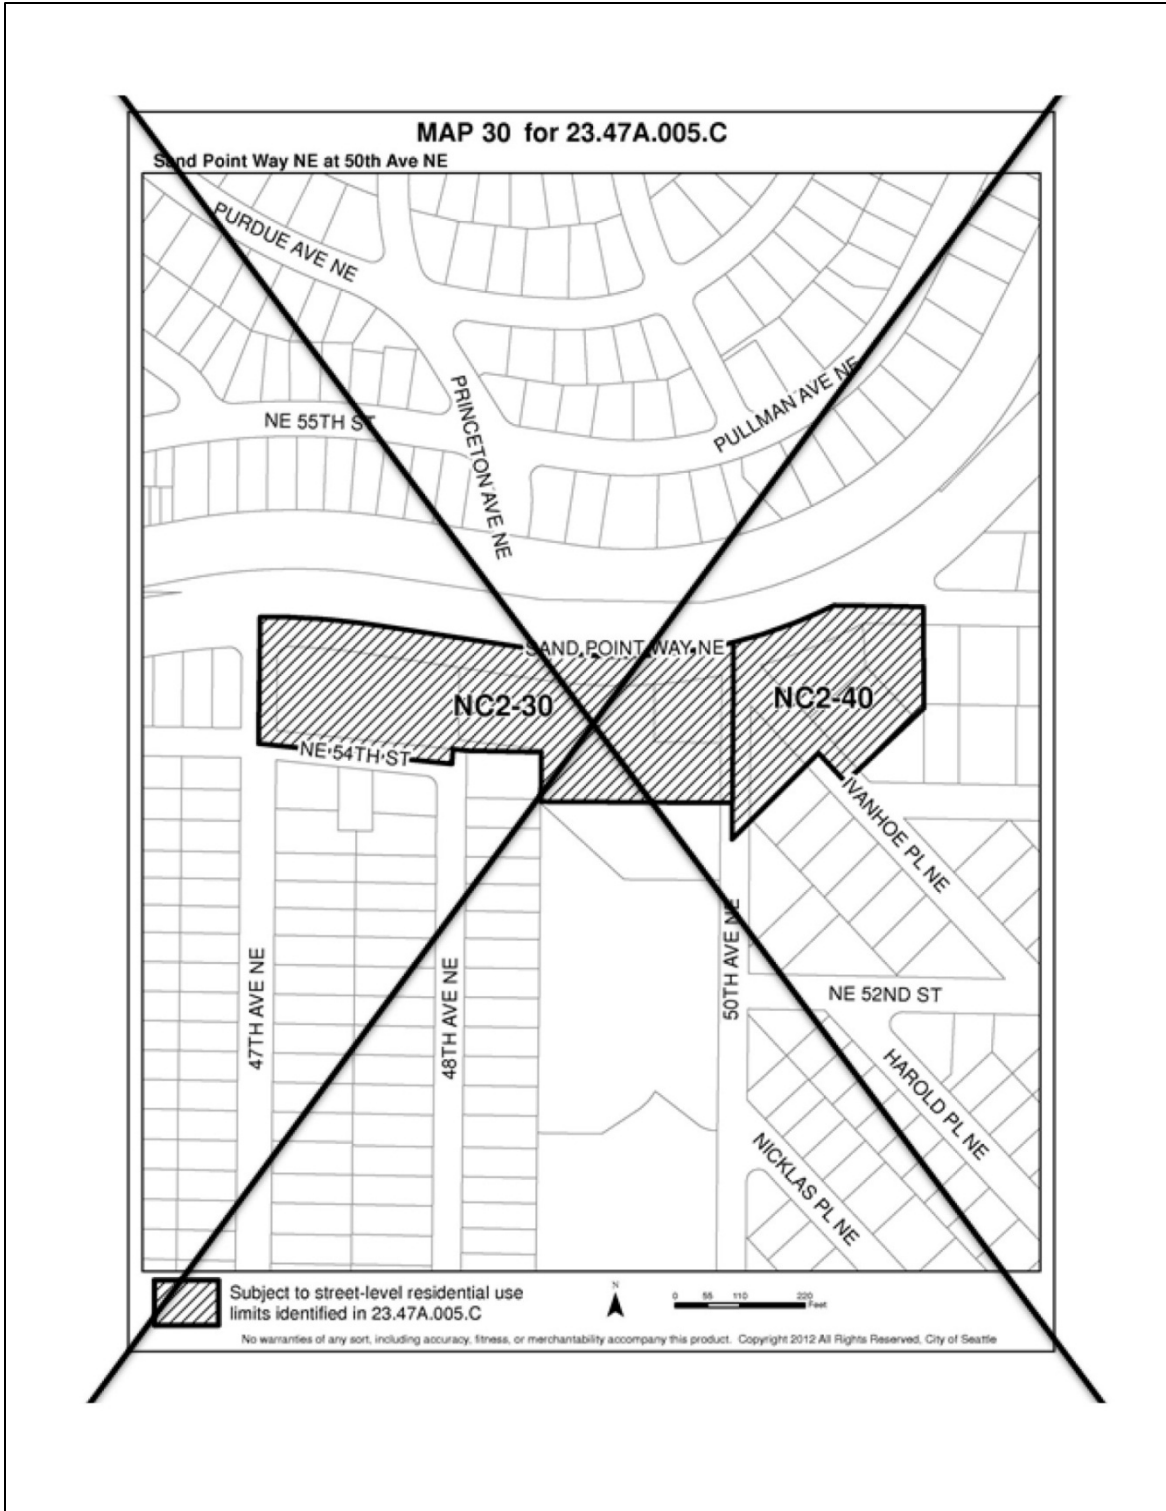 MAP 30 for 23.47A.005.C
Sand Point Way NE at 50th Ave NE
PURDUE AVE NE
PRINCETON AVE NE
PULLMAN AVE NE
NE 55TH ST
SAND POINT WAY NE
NC2-30
NC2-40
NE 54TH ST
IVANHOE PL NE
47TH AVE NE
48TH AVE NE
50TH AVE NE
NE 52ND ST
HAROLD PL NE
NICKLAS PL NE
Subject to street-level residential use
limits identified in 23.47A.005.C
N
0 55 110 220
Feet
No warranties of any sort, including accuracy, fitness, or merchantability accompany this product. Copyright 2012 All Rights Reserved, City of Seattle